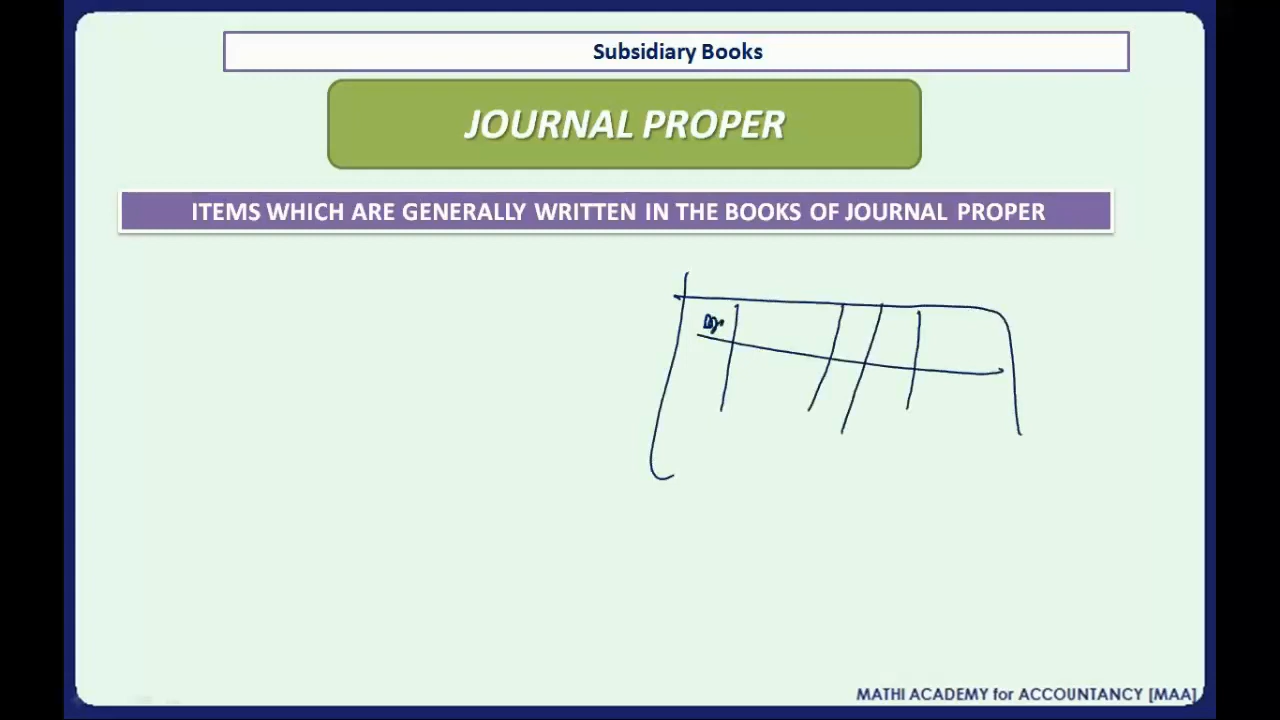 Subsidiary Books
JOURNAL PROPER
ITEMS WHICH ARE GENERALLY WRITTEN IN THE BOOKS OF JOURNAL PROPER
MATHI ACADEMY for ACCOUNTANCY [MAA]